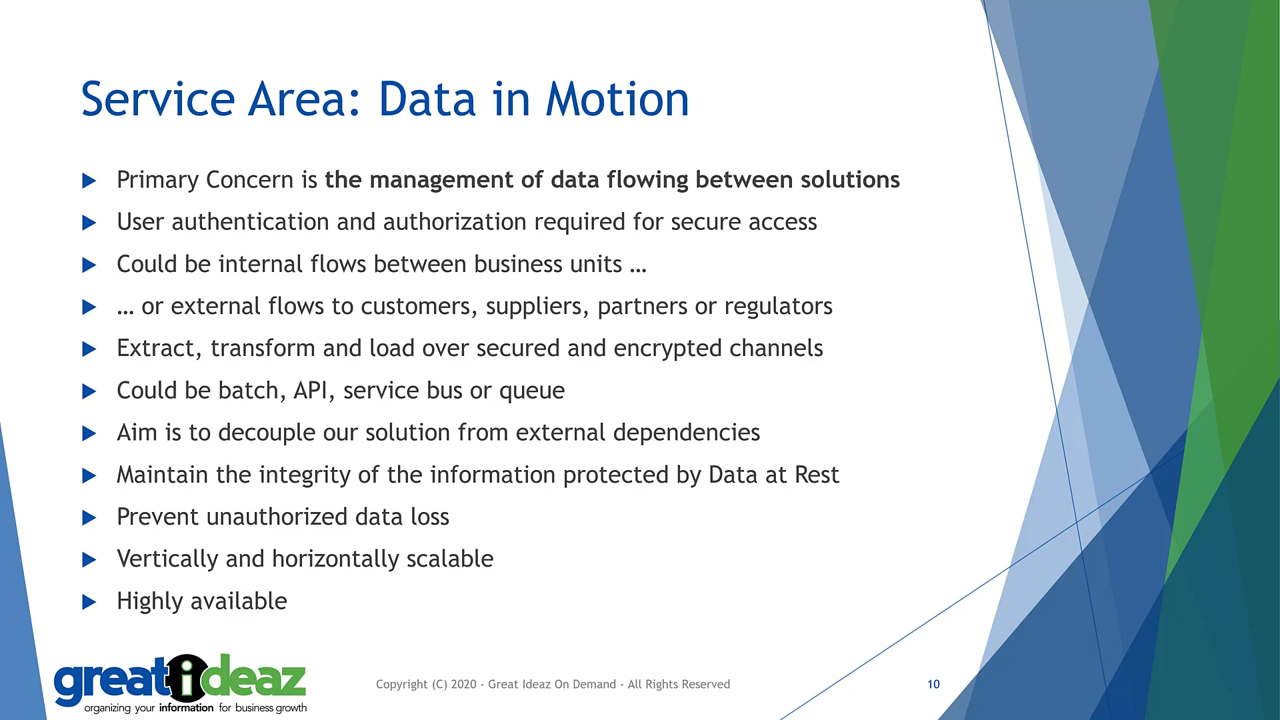 Service Area: Data in Motion
Primary Concern is the management of data flowing between solutions
User authentication and authorization required for secure access
Could be internal flows between business units …
… or external flows to customers, suppliers, partners or regulators
Extract, transform and load over secured and encrypted channels
Could be batch, API, service bus or queue
Aim is to decouple our solution from external dependencies
Maintain the integrity of the information protected by Data at Rest
Prevent unauthorized data loss
Vertically and horizontally scalable
Highly available
greatideaz
organizing your information for business growth
Copyright (C) 2020 - Great Ideaz On Demand - All Rights Reserved
10